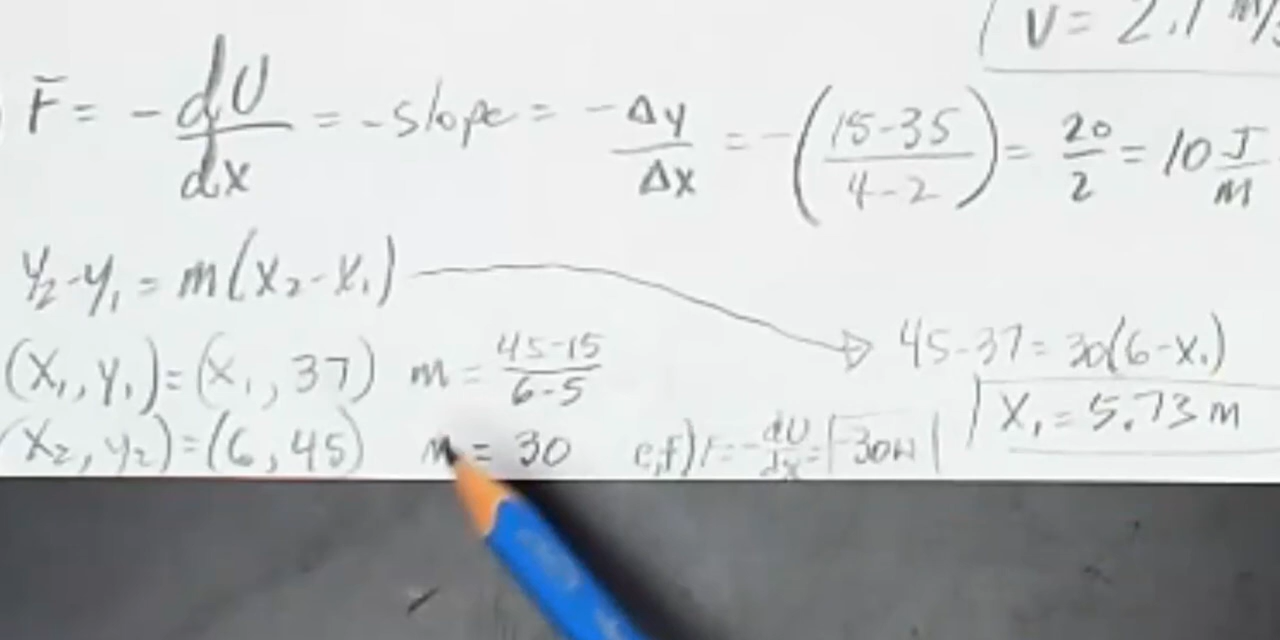 V = 2.1 m/s
F = - dU/dx = -slope = - Δy/Δx = -(15-35/4-2) = 20/2 = 10 J/M
y₂-y₁ = m(x₂-x₁)
45-37 = 30(6-x₁)
(x₁,y₁)=(x₁,37) m = 45-15/6-5
x₁ = 5.73 m
(x₂,y₂)=(6,45) m = 30 e,f) F=-dU/dx=-30N